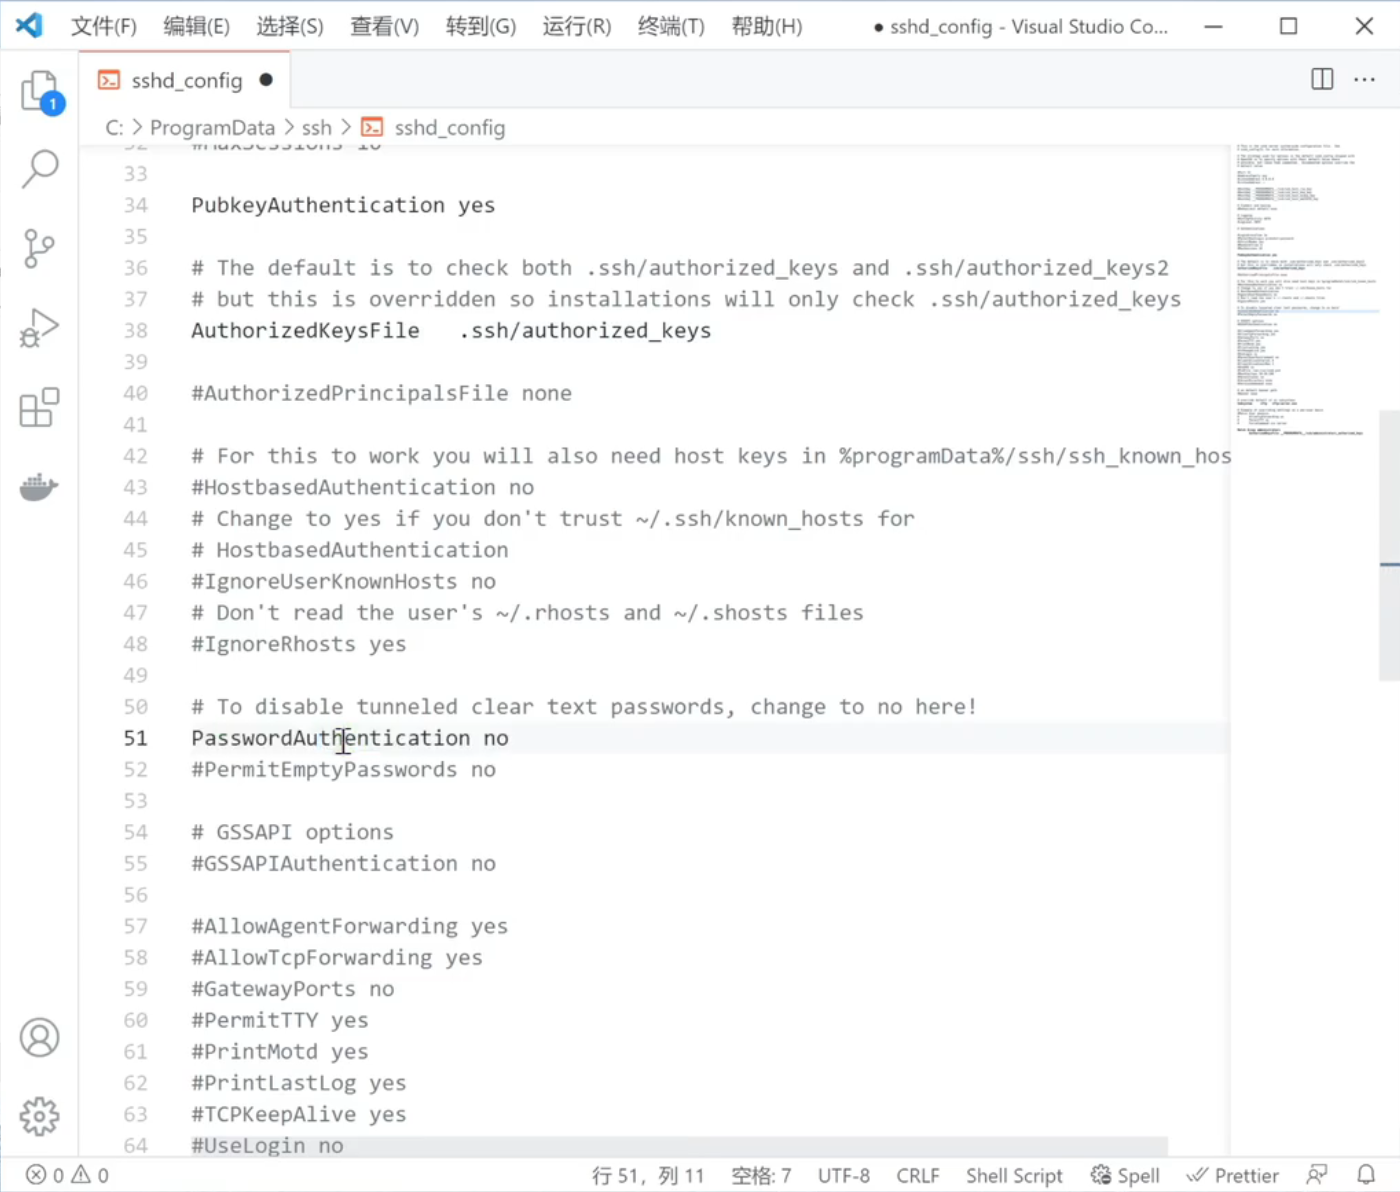 文件(F) 编辑(E) 选择(S) 查看(V) 转到(G) 运行(R) 终端(T) 帮助(H) ● sshd_config - Visual Studio Co...
sshd_config ●
1
C: > ProgramData > ssh > sshd_config
32 #MaxSessions 10
33
34 PubkeyAuthentication yes
35
36 # The default is to check both .ssh/authorized_keys and .ssh/authorized_keys2
37 # but this is overridden so installations will only check .ssh/authorized_keys
38 AuthorizedKeysFile .ssh/authorized_keys
39
40 #AuthorizedPrincipalsFile none
41
42 # For this to work you will also need host keys in %programData%/ssh/ssh_known_hos
43 #HostbasedAuthentication no
44 # Change to yes if you don't trust ~/.ssh/known_hosts for
45 # HostbasedAuthentication
46 #IgnoreUserKnownHosts no
47 # Don't read the user's ~/.rhosts and ~/.shosts files
48 #IgnoreRhosts yes
49
50 # To disable tunneled clear text passwords, change to no here!
51 PasswordAuthentication no
52 #PermitEmptyPasswords no
53
54 # GSSAPI options
55 #GSSAPIAuthentication no
56
57 #AllowAgentForwarding yes
58 #AllowTcpForwarding yes
59 #GatewayPorts no
60 #PermitTTY yes
61 #PrintMotd yes
62 #PrintLastLog yes
63 #TCPKeepAlive yes
64 #UseLogin no
0 0 行 51，列 11 空格: 7 UTF-8 CRLF Shell Script Spell Prettier